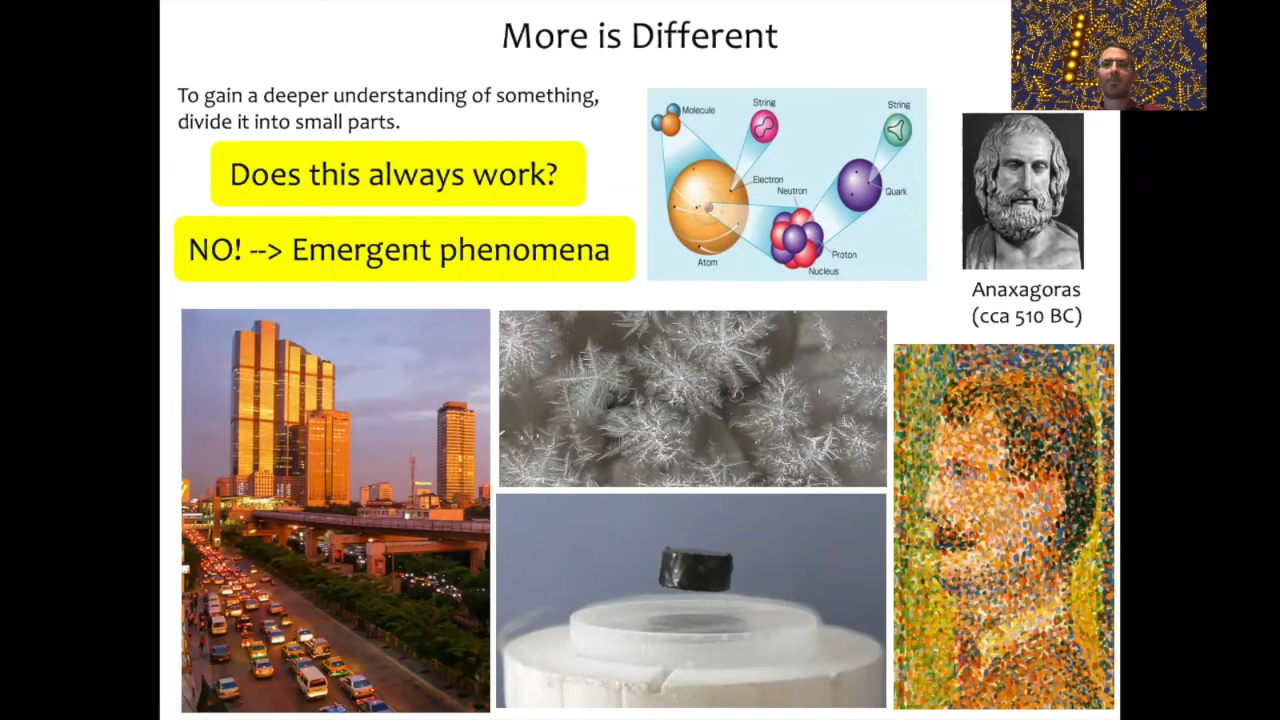 More is Different
To gain a deeper understanding of something,
divide it into small parts.
Does this always work?
NO! --> Emergent phenomena
Molecule
String
String
Electron
Neutron
Quark
Proton
Atom
Nucleus
Anaxagoras
(cca 510 BC)